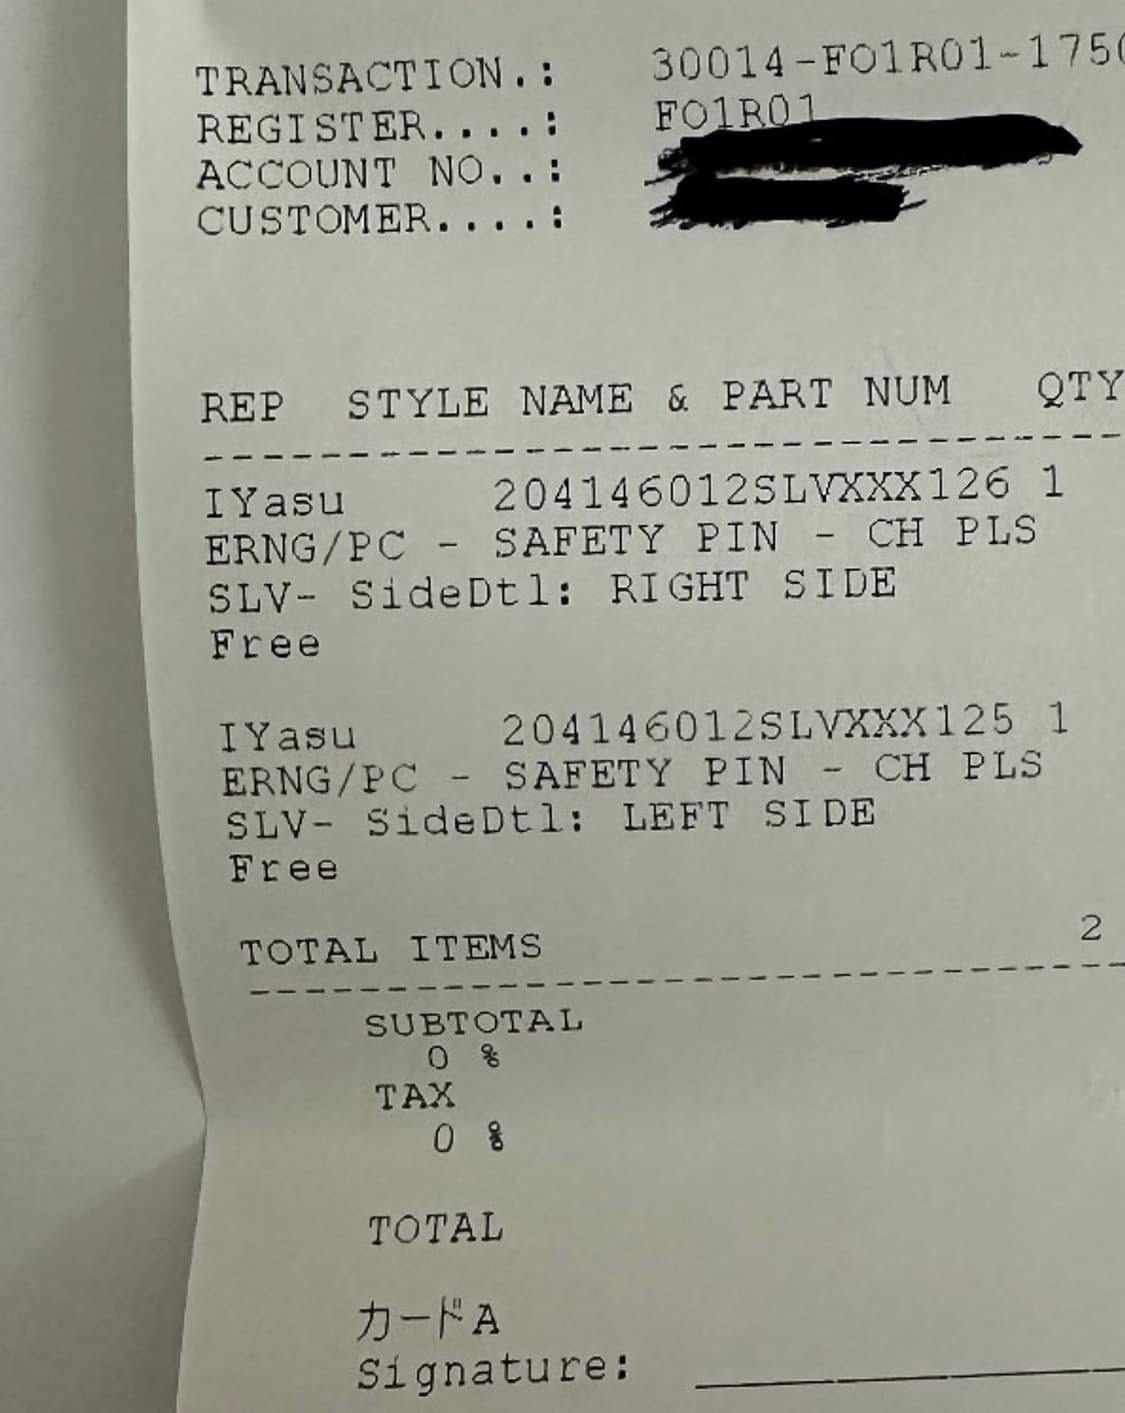 TRANSACTION.: 30014-FO1R01-175
REGISTER....: FO1R01
ACCOUNT NO..:
CUSTOMER....:
REP STYLE NAME & PART NUM QTY
IYasu 204146012SLVXXX126 1
ERNG/PC - SAFETY PIN - CH PLS
SLV- SideDtl: RIGHT SIDE
Free
IYasu 204146012SLVXXX125 1
ERNG/PC - SAFETY PIN - CH PLS
SLV- SideDtl: LEFT SIDE
Free
TOTAL ITEMS 2
SUBTOTAL
0 %
TAX
0 %
TOTAL
カードA
Signature: